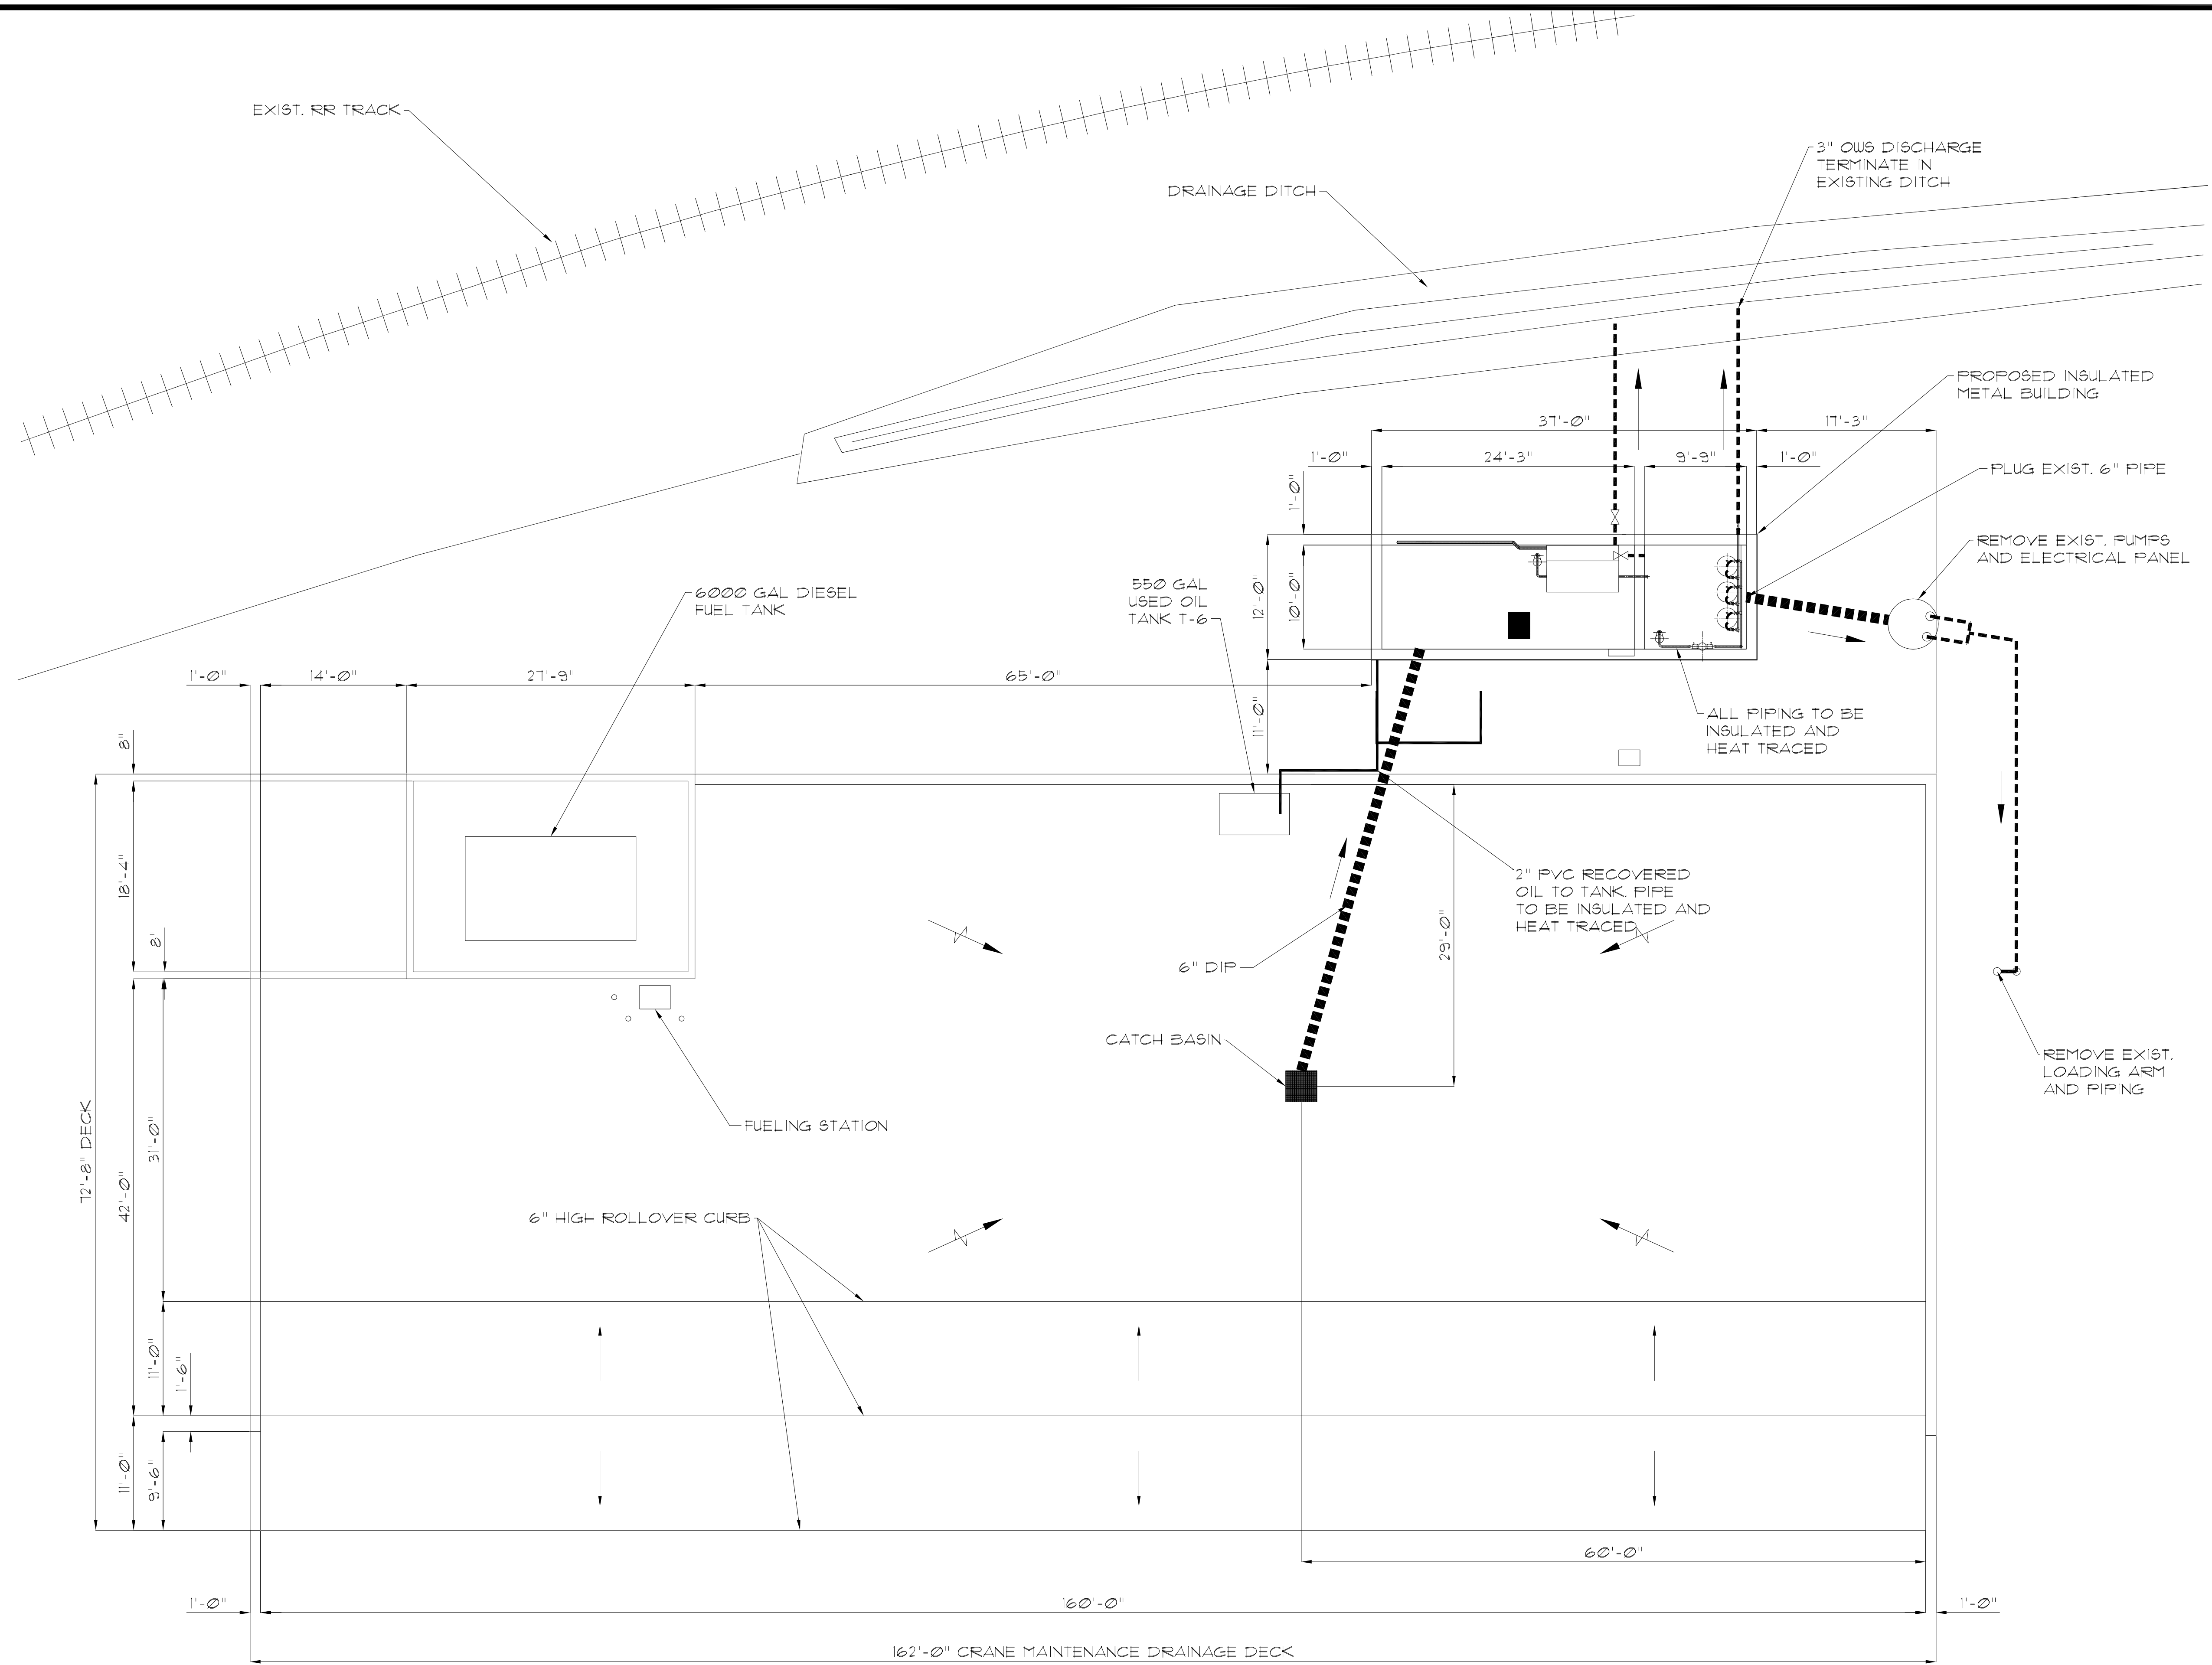 EXIST. RR TRACK
3" OWS DISCHARGE
TERMINATE IN
EXISTING DITCH
DRAINAGE DITCH
PROPOSED INSULATED
METAL BUILDING
37'-0"
17'-3"
1'-0"
24'-3"
9'-9"
1'-0"
PLUG EXIST. 6" PIPE
1'-0"
REMOVE EXIST. PUMPS
AND ELECTRICAL PANEL
12'-0"
10'-0"
550 GAL
USED OIL
TANK T-6
6000 GAL DIESEL
FUEL TANK
1'-0"
14'-0"
27'-9"
65'-0"
11'-0"
ALL PIPING TO BE
INSULATED AND
HEAT TRACED
8"
18'-4"
8"
2" PVC RECOVERED
OIL TO TANK. PIPE
TO BE INSULATED AND
HEAT TRACED
29'-0"
6" DIP
CATCH BASIN
REMOVE EXIST.
LOADING ARM
AND PIPING
FUELING STATION
72'-8" DECK
42'-0"
31'-0"
6" HIGH ROLLOVER CURB
11'-0"
1'-6"
11'-0"
9'-6"
60'-0"
1'-0"
160'-0"
1'-0"
162'-0" CRANE MAINTENANCE DRAINAGE DECK